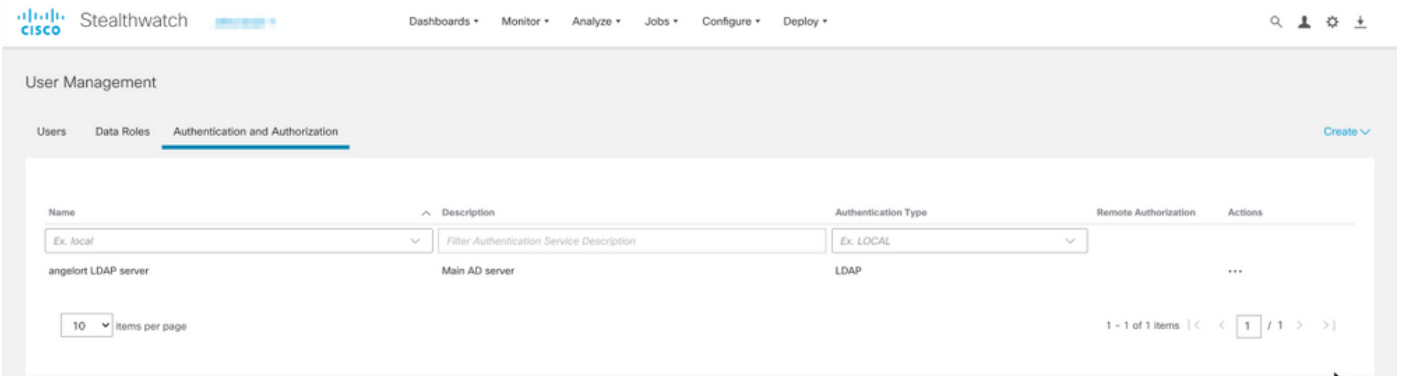 CISCO Stealthwatch Dashboards Monitor Analyze Jobs Configure Deploy
User Management
Users Data Roles Authentication and Authorization Create
Name Description Authentication Type Remote Authorization Actions
Ex. local Filter Authentication Service Description Ex. LOCAL
angelort LDAP server Main AD server LDAP ...
10 items per page 1 - 1 of 1 items |< < 1 / 1 > >|